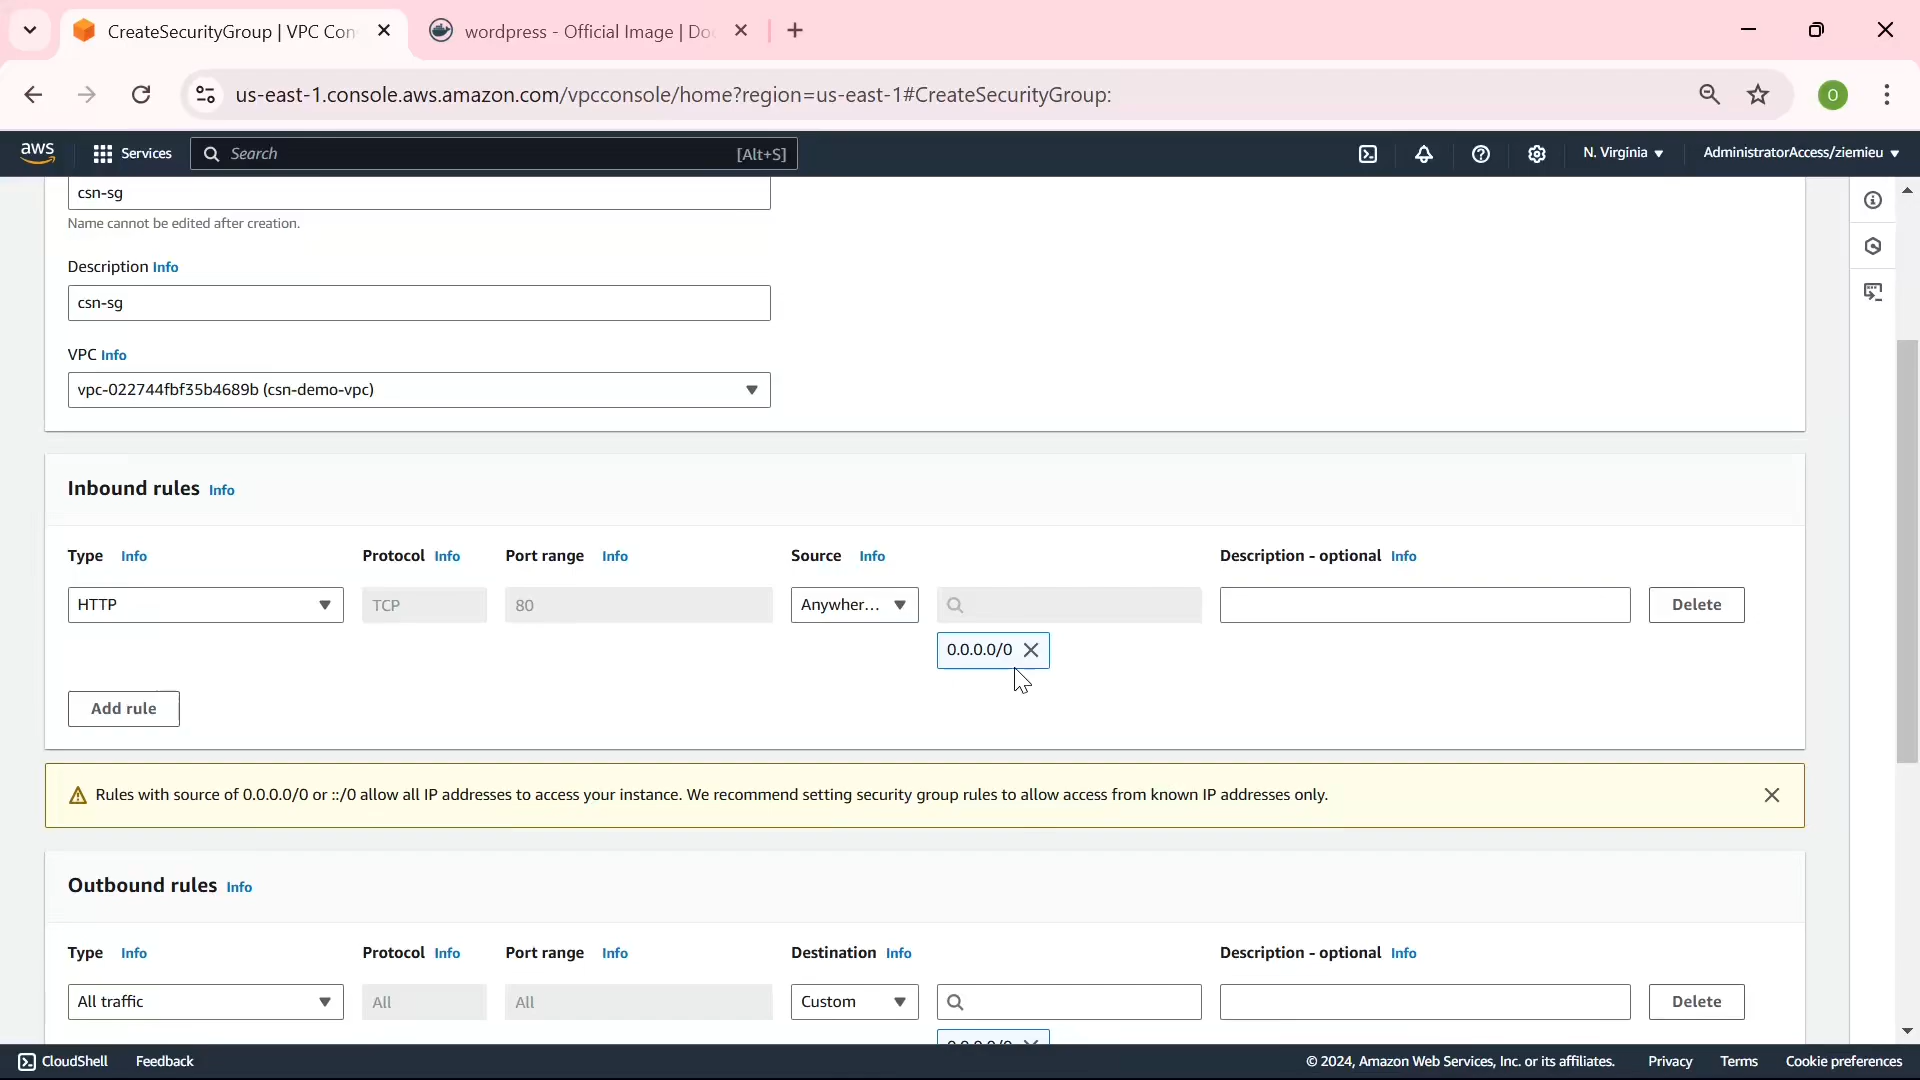 CreateSecurityGroup | VPC Con
wordpress - Official Image | Do
us-east-1.console.aws.amazon.com/vpcconsole/home?region=us-east-1#CreateSecurityGroup:
O
aws
Services
Search
[Alt+S]
N. Virginia
AdministratorAccess/ziemieu
csn-sg
Name cannot be edited after creation.
Description Info
csn-sg
VPC Info
vpc-022744fbf35b4689b (csn-demo-vpc)
Inbound rules Info
Type Info Protocol Info Port range Info Source Info Description - optional Info
HTTP TCP 80 Anywher... Delete
0.0.0.0/0
Add rule
Rules with source of 0.0.0.0/0 or ::/0 allow all IP addresses to access your instance. We recommend setting security group rules to allow access from known IP addresses only.
Outbound rules Info
Type Info Protocol Info Port range Info Destination Info Description - optional Info
All traffic All All Custom Delete
0.0.0.0/0
CloudShell Feedback © 2024, Amazon Web Services, Inc. or its affiliates. Privacy Terms Cookie preferences